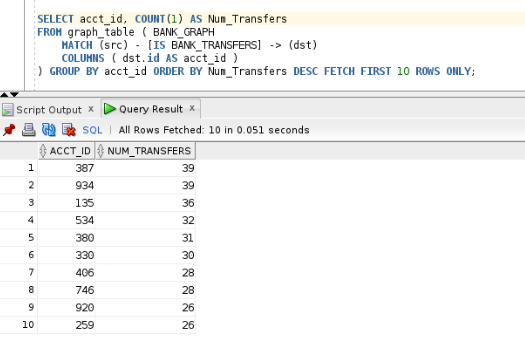 SELECT acct_id, COUNT(1) AS Num_Transfers
FROM graph_table ( BANK_GRAPH
MATCH (src) - [IS BANK_TRANSFERS] -> (dst)
COLUMNS ( dst.id AS acct_id )
) GROUP BY acct_id ORDER BY Num_Transfers DESC FETCH FIRST 10 ROWS ONLY;
Script Output x Query Result x
SQL | All Rows Fetched: 10 in 0.051 seconds
ACCT_ID NUM_TRANSFERS
1 387 39
2 934 39
3 135 36
4 534 32
5 380 31
6 330 30
7 406 28
8 746 28
9 920 26
10 259 26